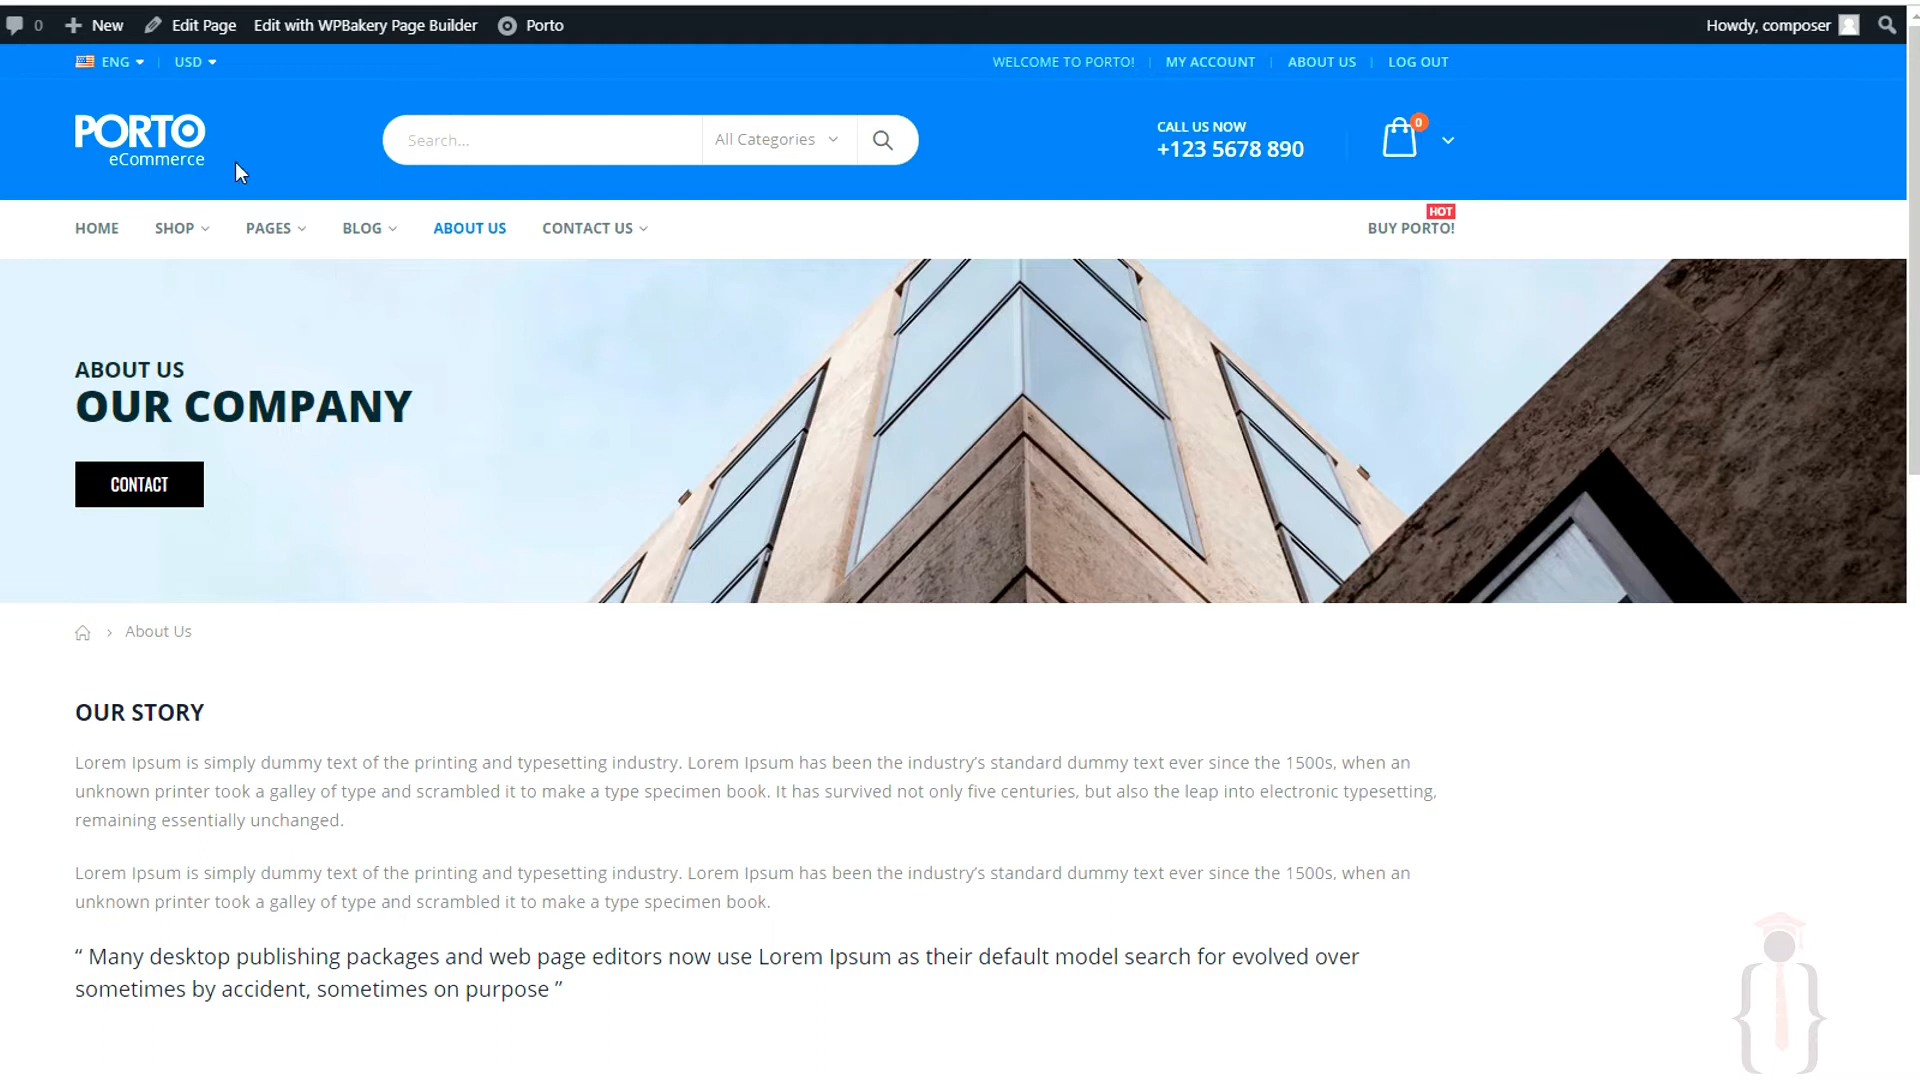 0 New Edit Page Edit with WPBakery Page Builder Porto Howdy, composer
ENG USD WELCOME TO PORTO! MY ACCOUNT ABOUT US LOG OUT
PORTO
eCommerce
Search... All Categories
CALL US NOW
+123 5678 890
0
HOT
HOME SHOP PAGES BLOG ABOUT US CONTACT US BUY PORTO!
ABOUT US
OUR COMPANY
CONTACT
› About Us
OUR STORY
Lorem Ipsum is simply dummy text of the printing and typesetting industry. Lorem Ipsum has been the industry’s standard dummy text ever since the 1500s, when an
unknown printer took a galley of type and scrambled it to make a type specimen book. It has survived not only five centuries, but also the leap into electronic typesetting,
remaining essentially unchanged.
Lorem Ipsum is simply dummy text of the printing and typesetting industry. Lorem Ipsum has been the industry’s standard dummy text ever since the 1500s, when an
unknown printer took a galley of type and scrambled it to make a type specimen book.
“ Many desktop publishing packages and web page editors now use Lorem Ipsum as their default model search for evolved over
sometimes by accident, sometimes on purpose ”